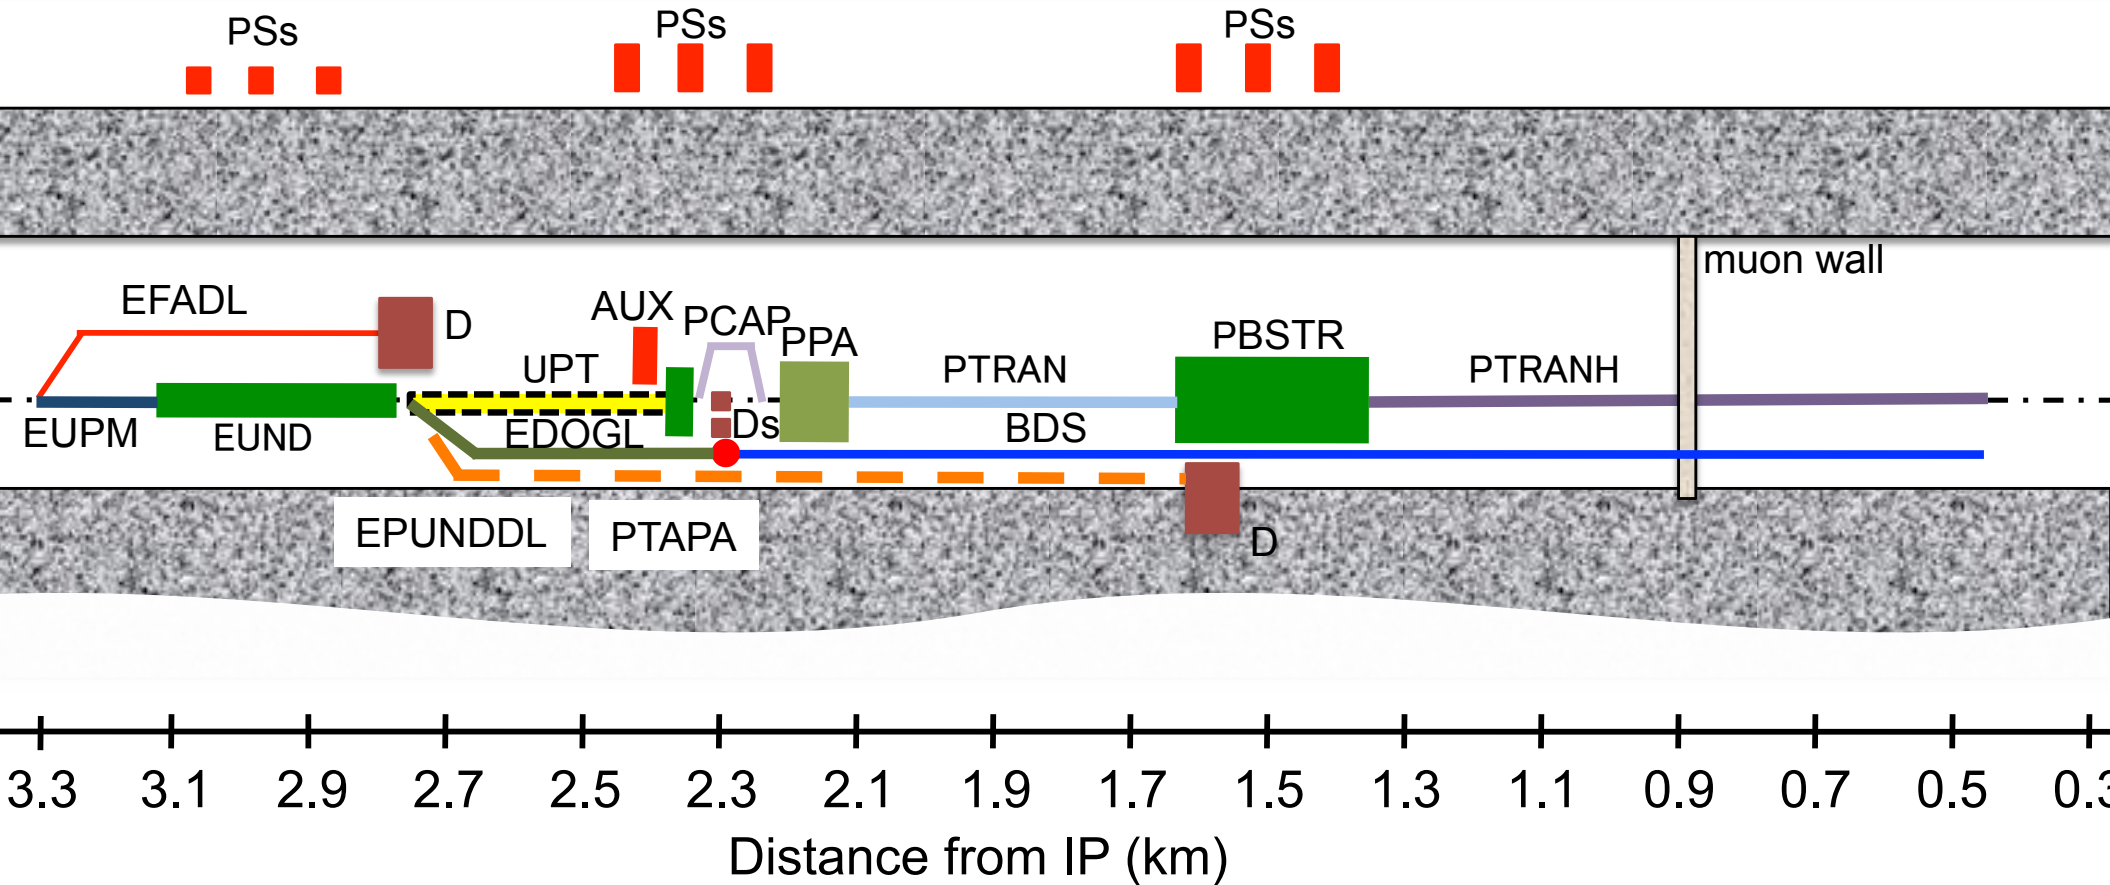 PSs
PSs
PSs
muon wall
EFADL
D
AUX
PCAP
PPA
UPT
PTRAN
PBSTR
PTRANH
EUPM
EUND
EDOGL
Ds
BDS
EPUNDDL
PTAPA
D
3.3 3.1 2.9 2.7 2.5 2.3 2.1 1.9 1.7 1.5 1.3 1.1 0.9 0.7 0.5 0.3
Distance from IP (km)